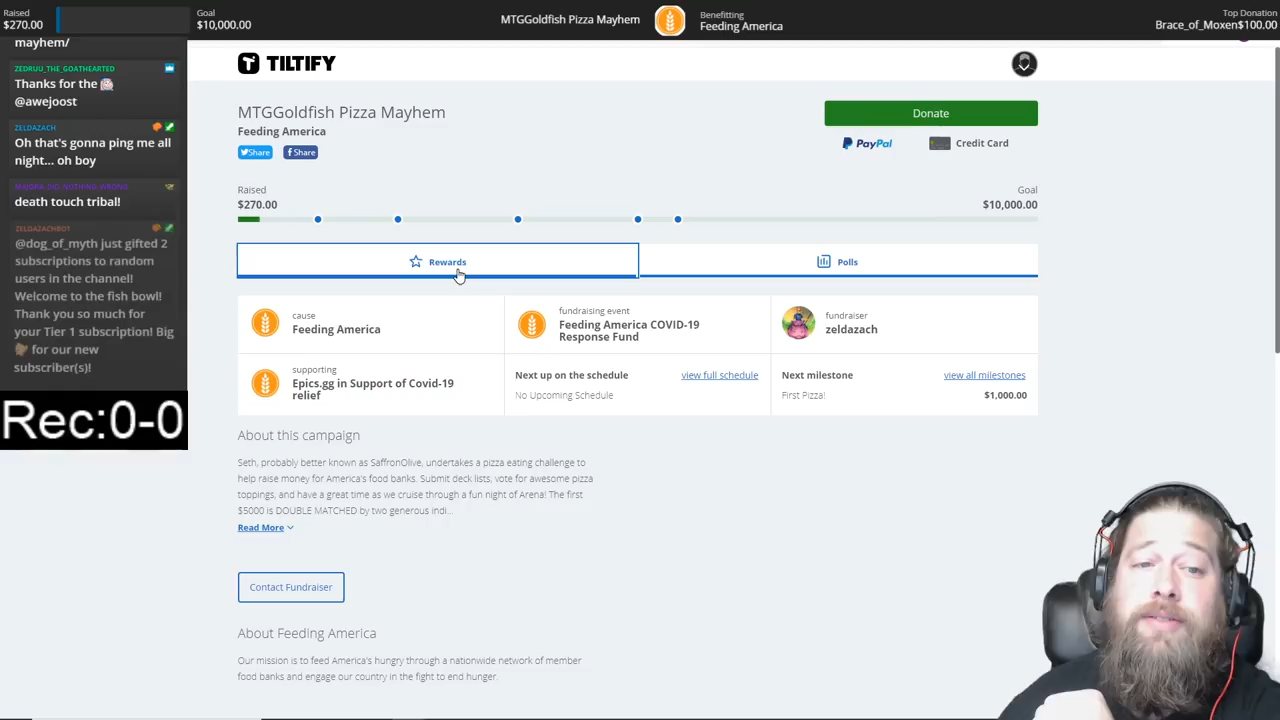 Raised
$270.00
Goal
$10,000.00
MTGGoldfish Pizza Mayhem
Benefitting
Feeding America
Top Donation
Brace_of_Moxen$100.00
mayhem/
ZEDRUU_THE_GOATHEARTED
Thanks for the
@awejoost
ZELDAZACH
Oh that's gonna ping me all
night... oh boy
death touch tribal!
ZELDAZACHBOT
@dog_of_myth just gifted 2
subscriptions to random
users in the channel!
Welcome to the fish bowl!
Thank you so much for
your Tier 1 subscription! Big
for our new
subscriber(s)!
Rec:0-0
TILTIFY
MTGGoldfish Pizza Mayhem
Feeding America
Share
Share
Donate
PayPal
Credit Card
Raised
$270.00
Goal
$10,000.00
Rewards
Polls
cause
Feeding America
fundraising event
Feeding America COVID-19
Response Fund
fundraiser
zeldazach
supporting
Epics.gg in Support of Covid-19
relief
Next up on the schedule
view full schedule
No Upcoming Schedule
Next milestone
view all milestones
First Pizza!
$1,000.00
About this campaign
Seth, probably better known as SaffronOlive, undertakes a pizza eating challenge to
help raise money for America's food banks. Submit deck lists, vote for awesome pizza
toppings, and have a great time as we cruise through a fun night of Arena! The first
$5000 is DOUBLE MATCHED by two generous indi...
Read More
Contact Fundraiser
About Feeding America
Our mission is to feed America's hungry through a nationwide network of member
food banks and engage our country in the fight to end hunger.